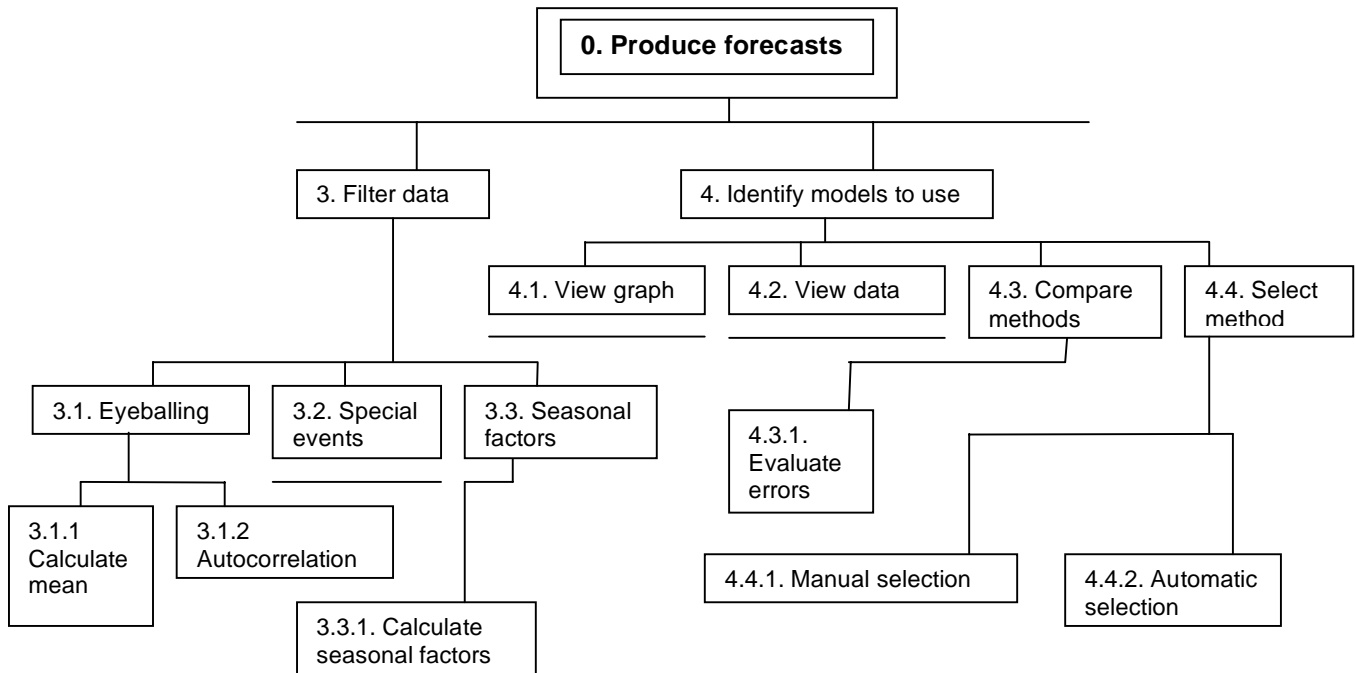 0. Produce forecasts
3. Filter data
4. Identify models to use
4.1. View graph
4.2. View data
4.3. Compare
methods
4.4. Select
method
3.1. Eyeballing
3.2. Special
events
3.3. Seasonal
factors
4.3.1.
Evaluate
errors
3.1.1
Calculate
mean
3.1.2
Autocorrelation
4.4.1. Manual selection
4.4.2. Automatic
selection
3.3.1. Calculate
seasonal factors